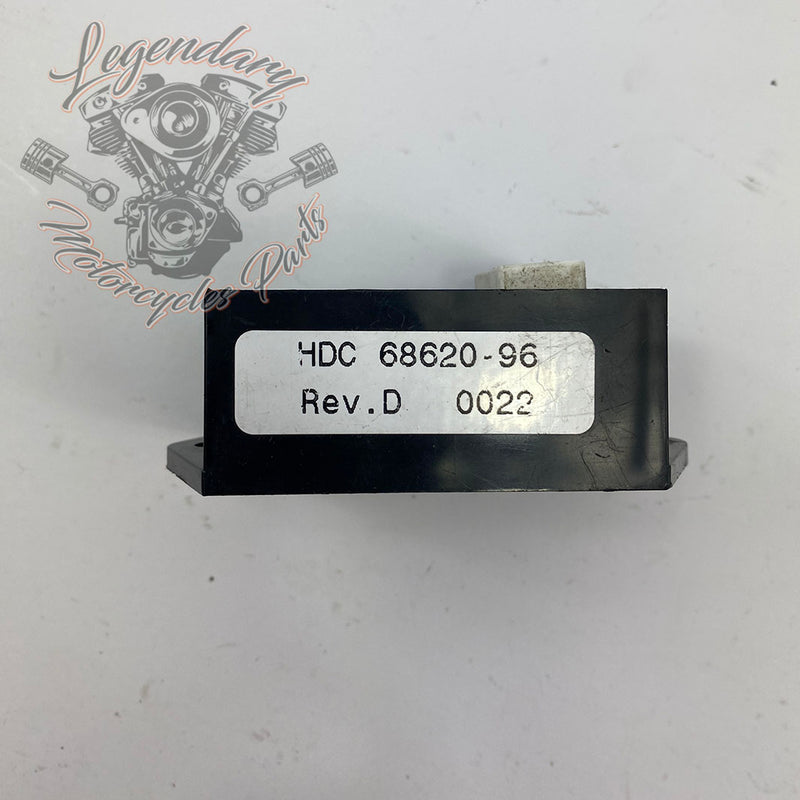 Legendary
Motorcycles Parts
HDC 68620-96
Rev.D 0022